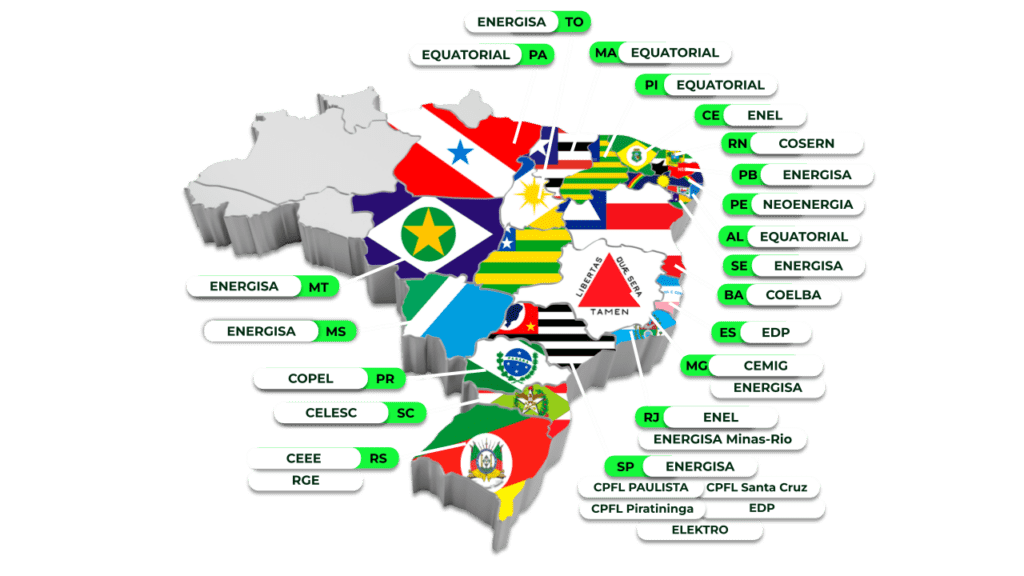 ENERGISA TO
EQUATORIAL PA
MA EQUATORIAL
PI EQUATORIAL
CE ENEL
RN COSERN
PB ENERGISA
PE NEOENERGIA
AL EQUATORIAL
SE ENERGISA
BA COELBA
ES EDP
MG CEMIG
ENERGISA
RJ ENEL
ENERGISA Minas-Rio
SP ENERGISA
CPFL PAULISTA CPFL Santa Cruz
CPFL Piratininga EDP
ELEKTRO
ENERGISA MT
ENERGISA MS
COPEL PR
CELESC SC
CEEE RS
RGE
LIBERTAS QUÆ SERA
TAMEN